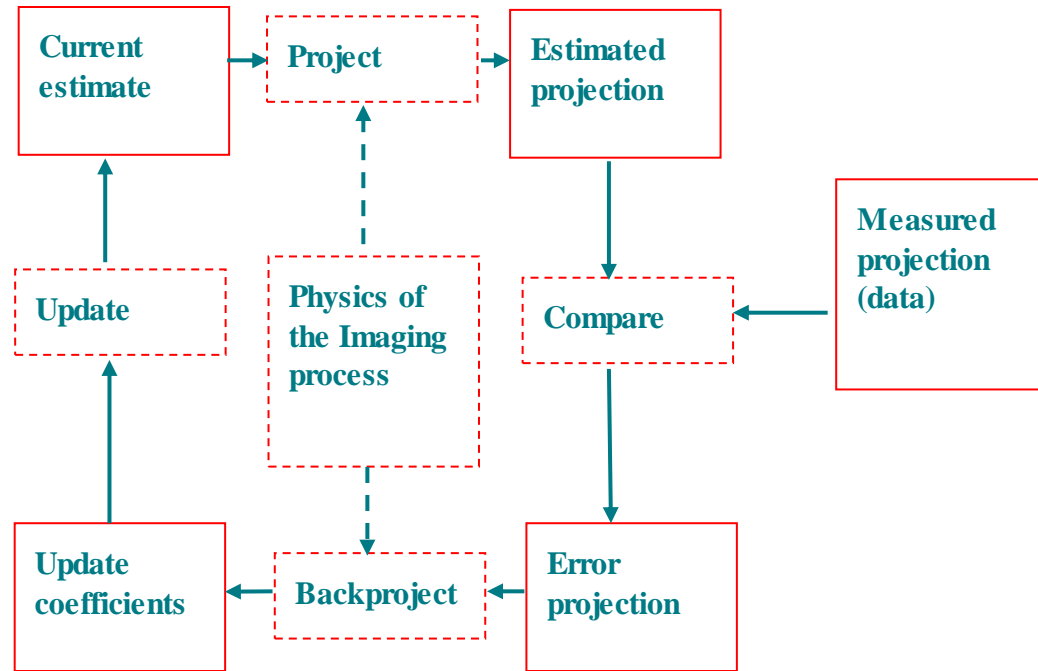 Current
estimate
Project
Estimated
projection
Measured
projection
(data)
Update
Physics of
the Imaging
process
Compare
Update
coefficients
Backproject
Error
projection